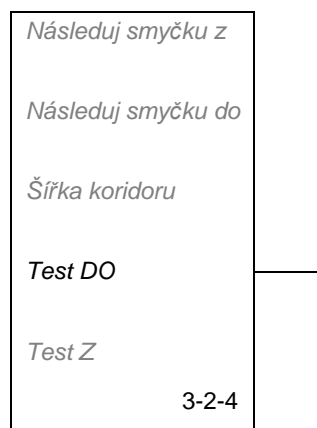 Následuj smyčku z
Následuj smyčku do
Šířka koridoru
Test DO
Test Z
3-2-4